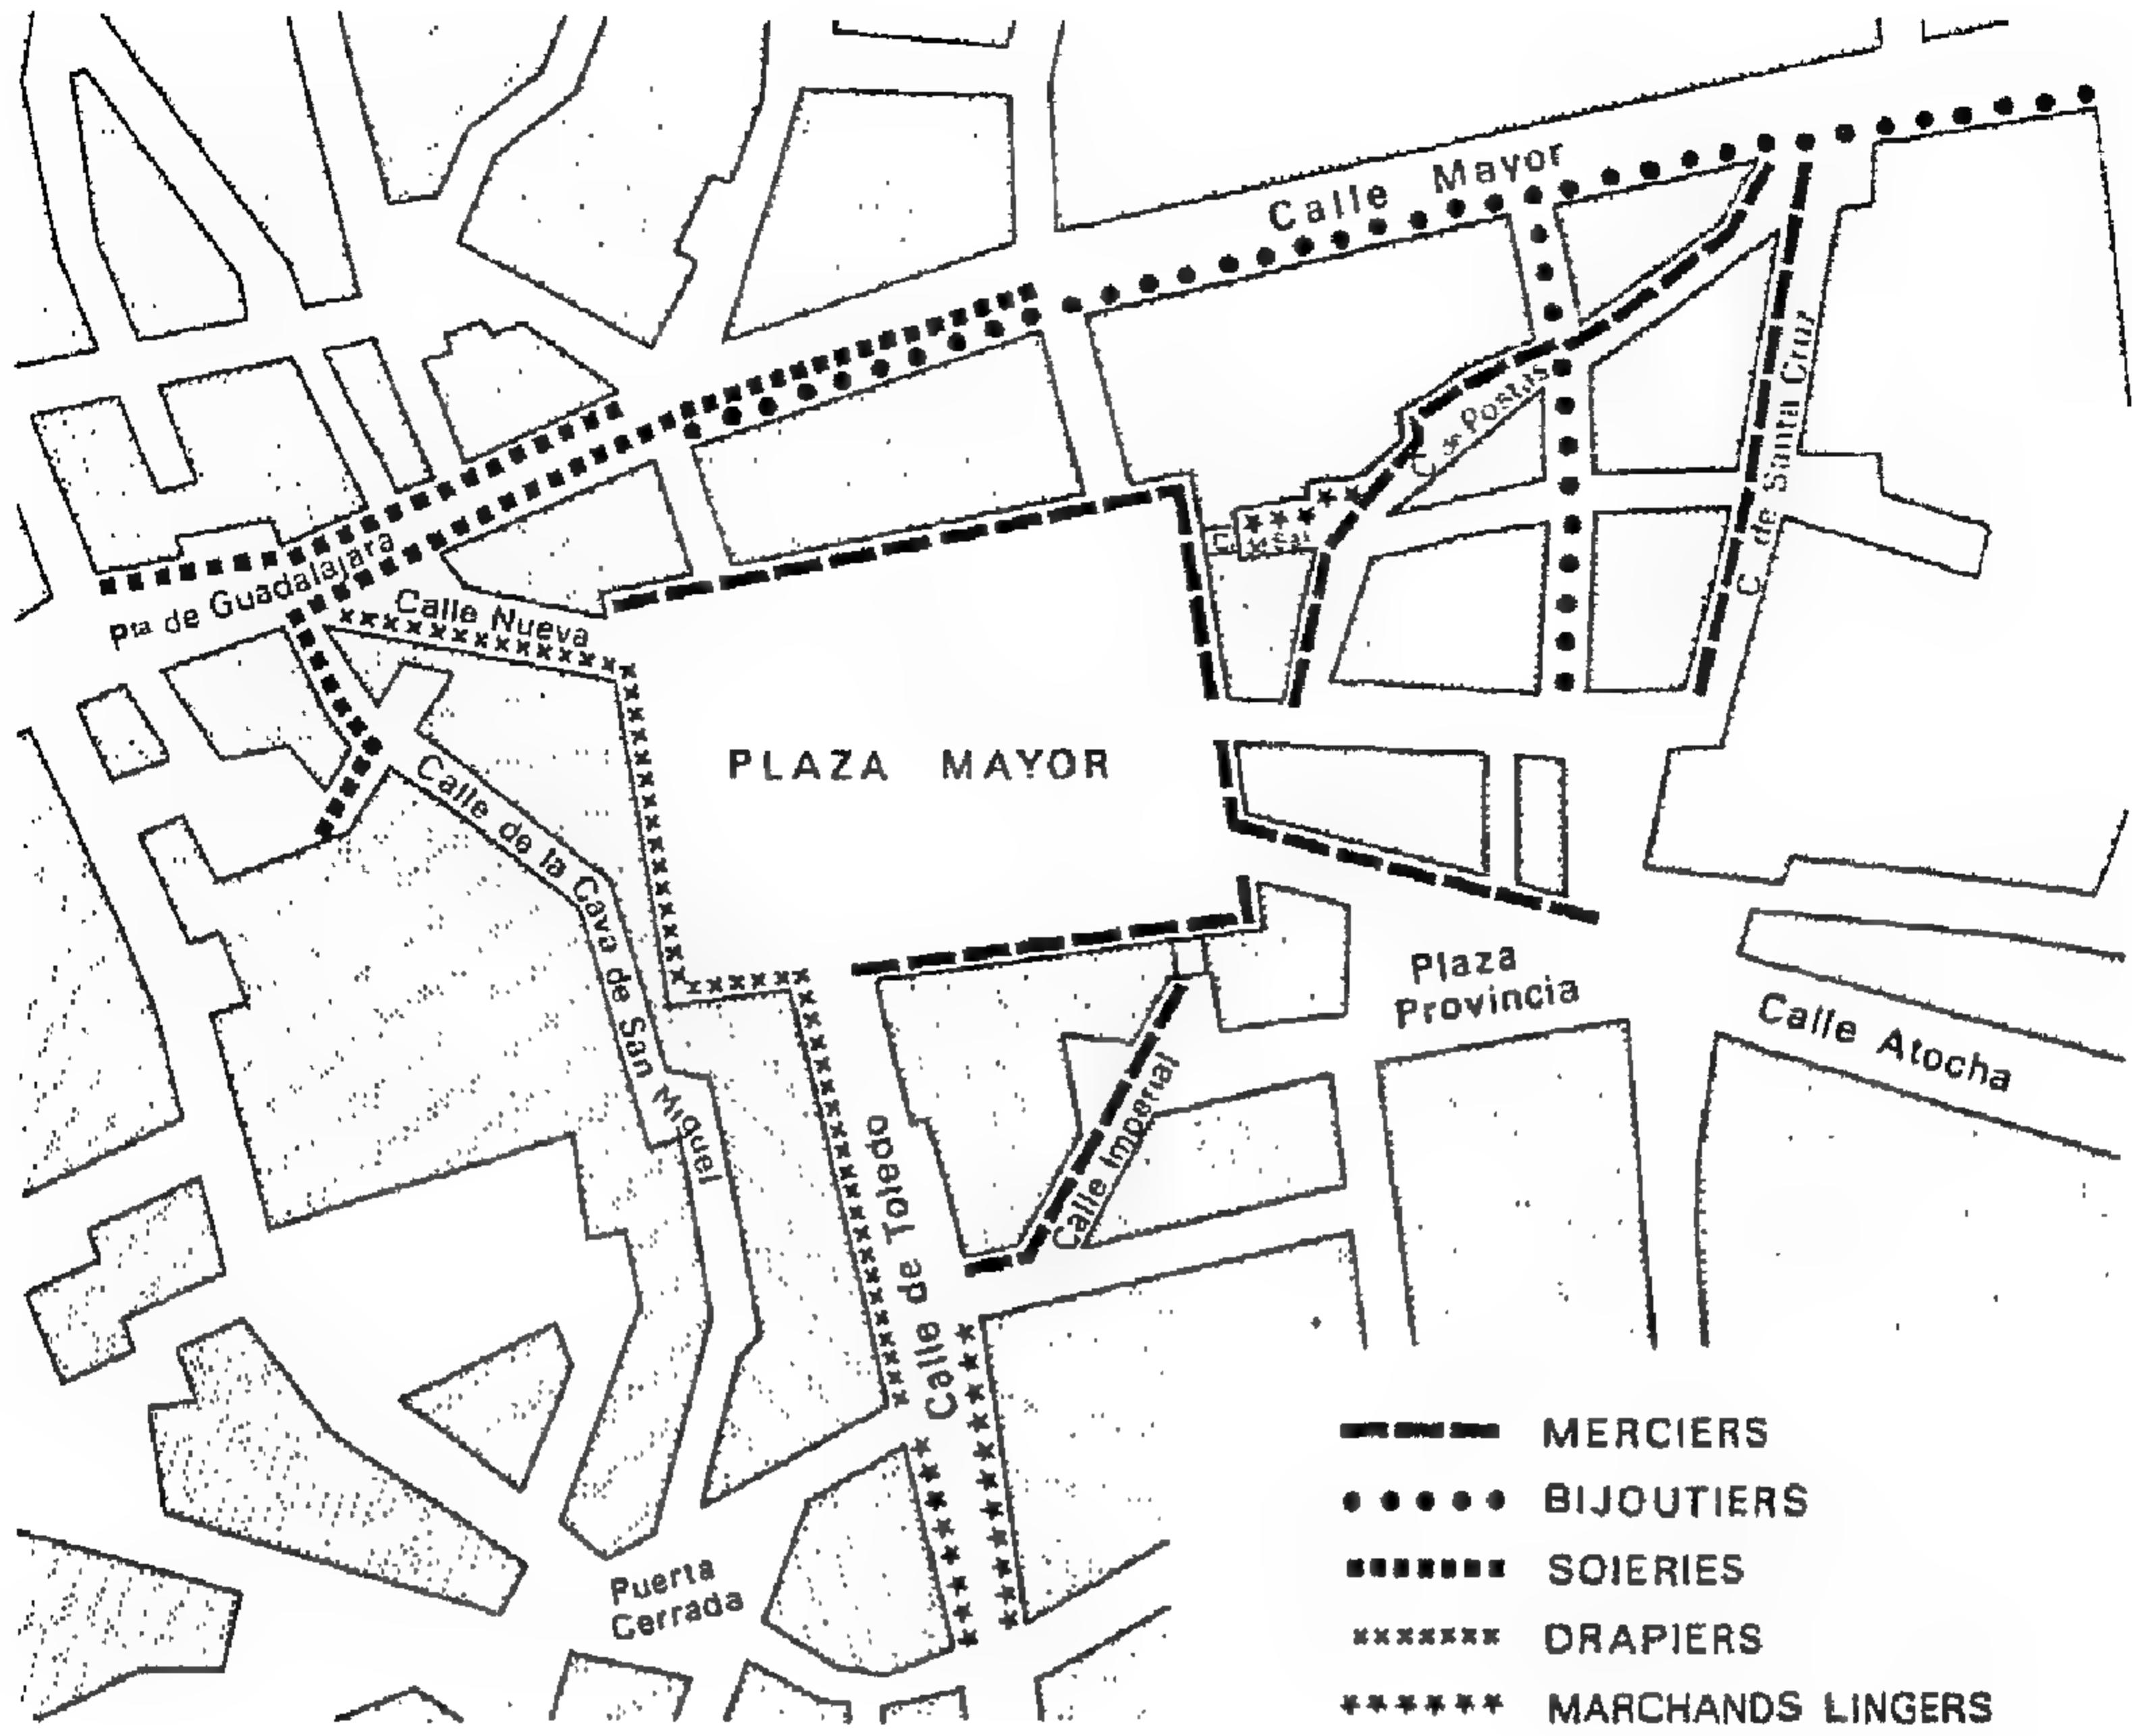 Calle Mayor
C de Postas
C. de Santa Cruz
C. de Sal
Pta de Guadalajara
Calle Nueva
PLAZA MAYOR
Calle de la Cava de San Miguel
Plaza
Provincia
Calle Atocha
Calle Imperial
Calle de Toledo
Puerta
Cerrada
MERCIERS
BIJOUTIERS
SOIERIES
DRAPIERS
MARCHANDS LINGERS